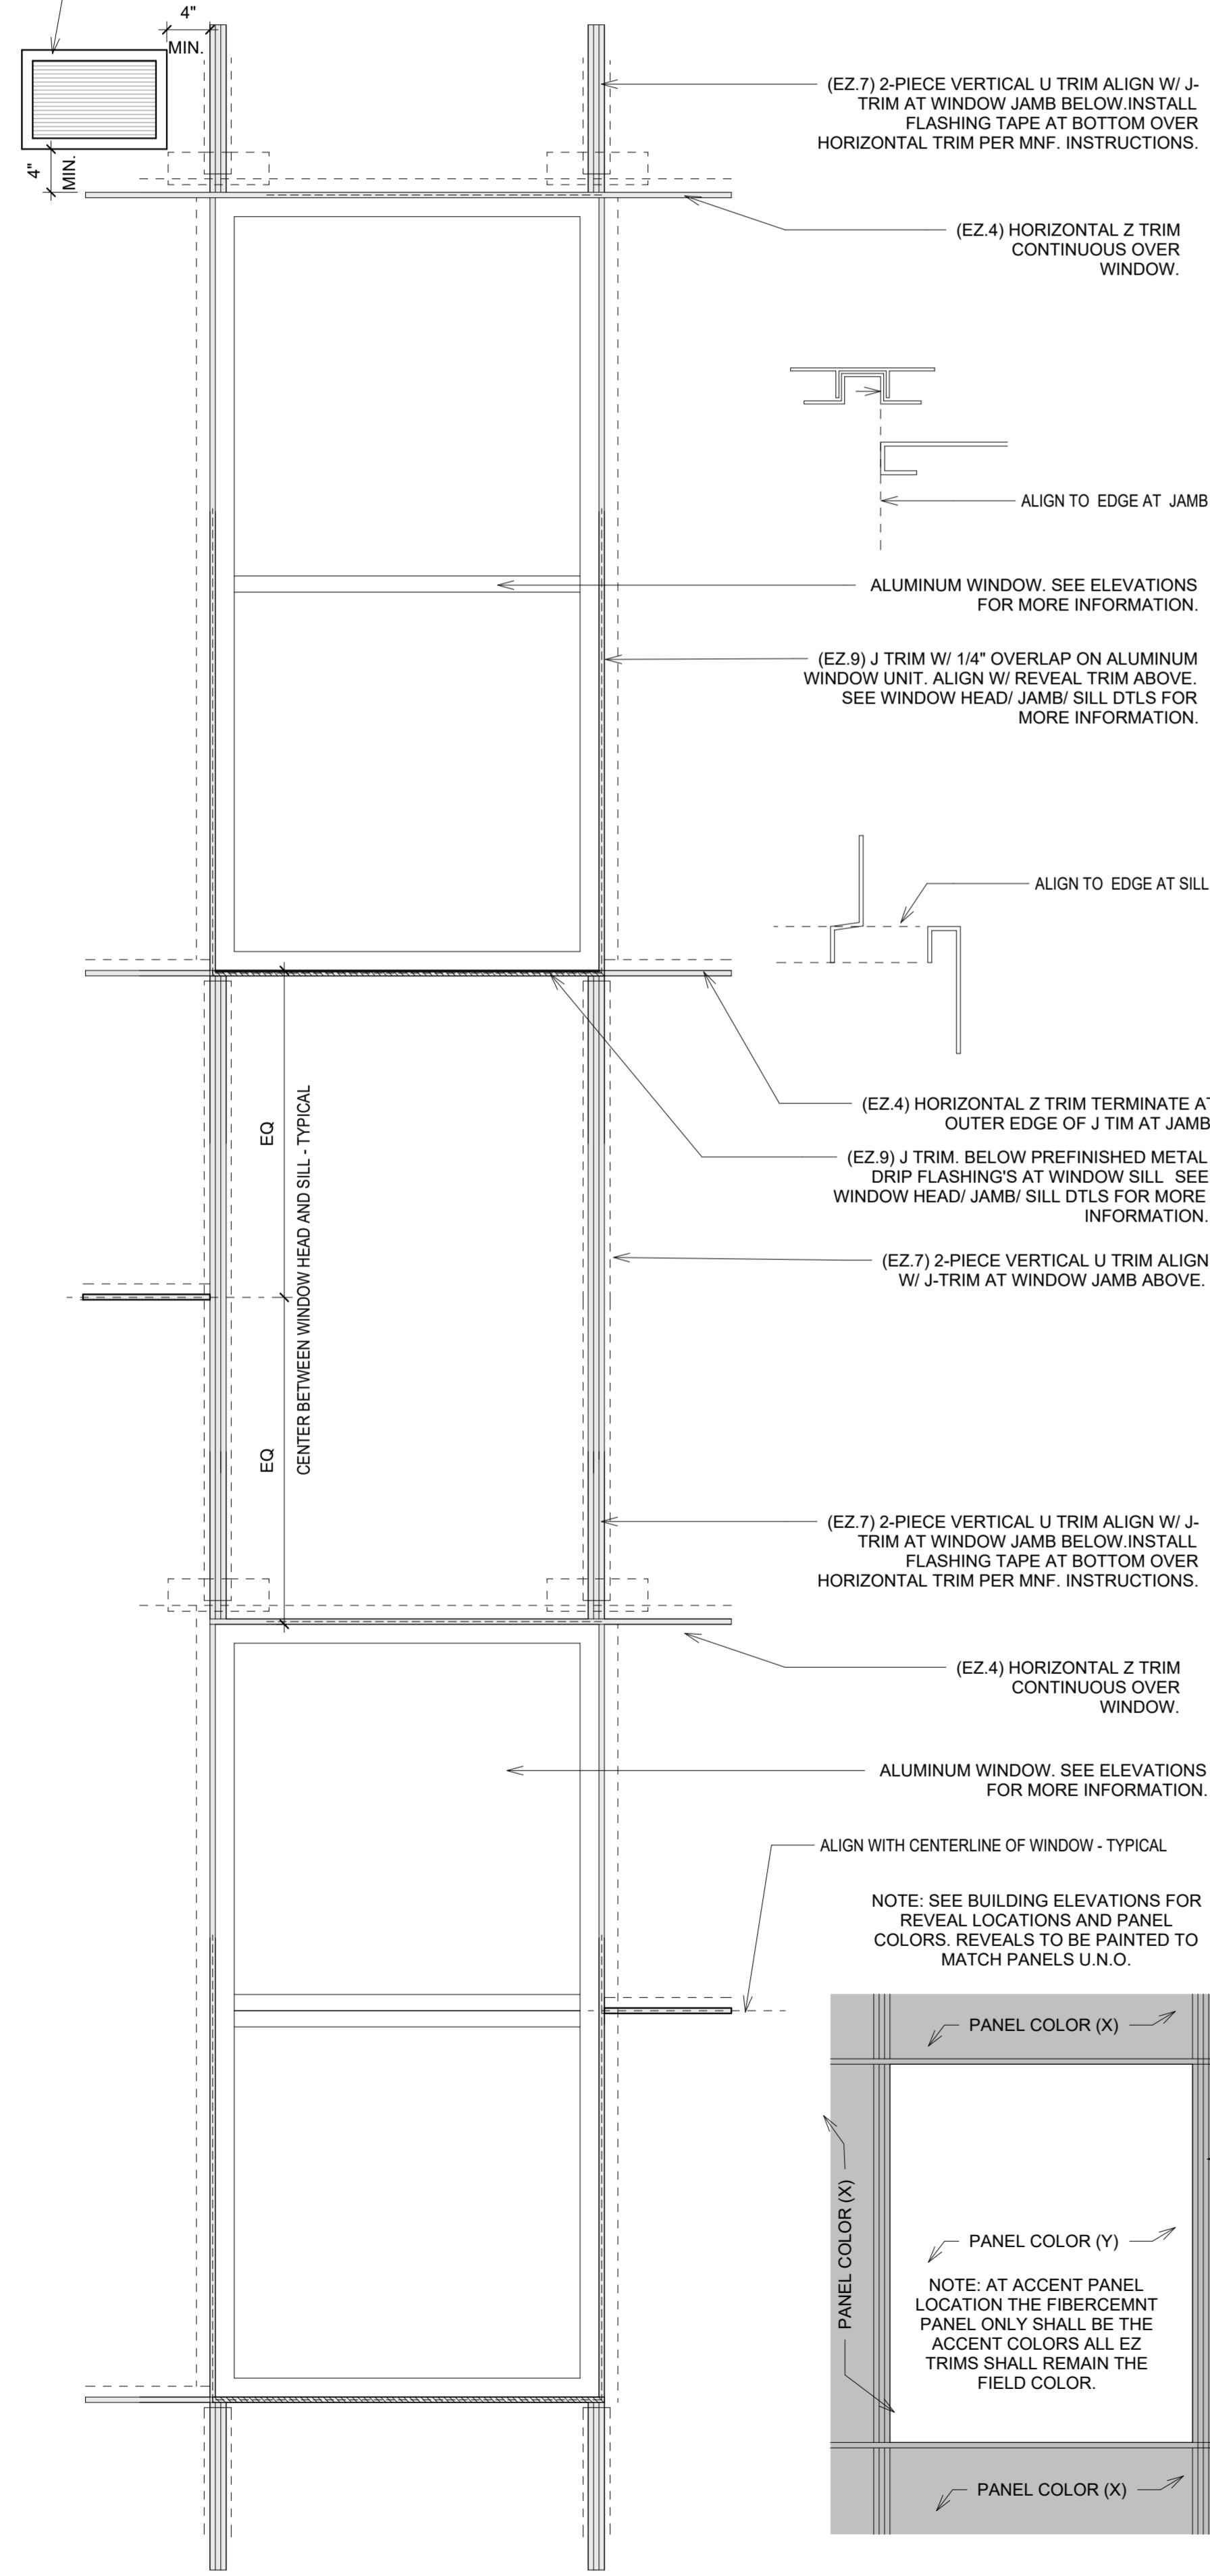 4"
MIN.
4"
MIN.
(EZ.7) 2-PIECE VERTICAL U TRIM ALIGN W/ J-
TRIM AT WINDOW JAMB BELOW.INSTALL
FLASHING TAPE AT BOTTOM OVER
HORIZONTAL TRIM PER MNF. INSTRUCTIONS.
(EZ.4) HORIZONTAL Z TRIM
CONTINUOUS OVER
WINDOW.
ALIGN TO EDGE AT JAMB
ALUMINUM WINDOW. SEE ELEVATIONS
FOR MORE INFORMATION.
(EZ.9) J TRIM W/ 1/4" OVERLAP ON ALUMINUM
WINDOW UNIT. ALIGN W/ REVEAL TRIM ABOVE.
SEE WINDOW HEAD/ JAMB/ SILL DTLS FOR
MORE INFORMATION.
ALIGN TO EDGE AT SILL
(EZ.4) HORIZONTAL Z TRIM TERMINATE AT
OUTER EDGE OF J TIM AT JAMB
(EZ.9) J TRIM. BELOW PREFINISHED METAL
DRIP FLASHING'S AT WINDOW SILL SEE
WINDOW HEAD/ JAMB/ SILL DTLS FOR MORE
INFORMATION.
(EZ.7) 2-PIECE VERTICAL U TRIM ALIGN
W/ J-TRIM AT WINDOW JAMB ABOVE.
EQ
EQ
CENTER BETWEEN WINDOW HEAD AND SILL - TYPICAL
(EZ.7) 2-PIECE VERTICAL U TRIM ALIGN W/ J-
TRIM AT WINDOW JAMB BELOW.INSTALL
FLASHING TAPE AT BOTTOM OVER
HORIZONTAL TRIM PER MNF. INSTRUCTIONS.
(EZ.4) HORIZONTAL Z TRIM
CONTINUOUS OVER
WINDOW.
ALUMINUM WINDOW. SEE ELEVATIONS
FOR MORE INFORMATION.
ALIGN WITH CENTERLINE OF WINDOW - TYPICAL
NOTE: SEE BUILDING ELEVATIONS FOR
REVEAL LOCATIONS AND PANEL
COLORS. REVEALS TO BE PAINTED TO
MATCH PANELS U.N.O.
PANEL COLOR (X)
PANEL COLOR (X)
PANEL COLOR (Y)
NOTE: AT ACCENT PANEL
LOCATION THE FIBERCEMNT
PANEL ONLY SHALL BE THE
ACCENT COLORS ALL EZ
TRIMS SHALL REMAIN THE
FIELD COLOR.
PANEL COLOR (X)